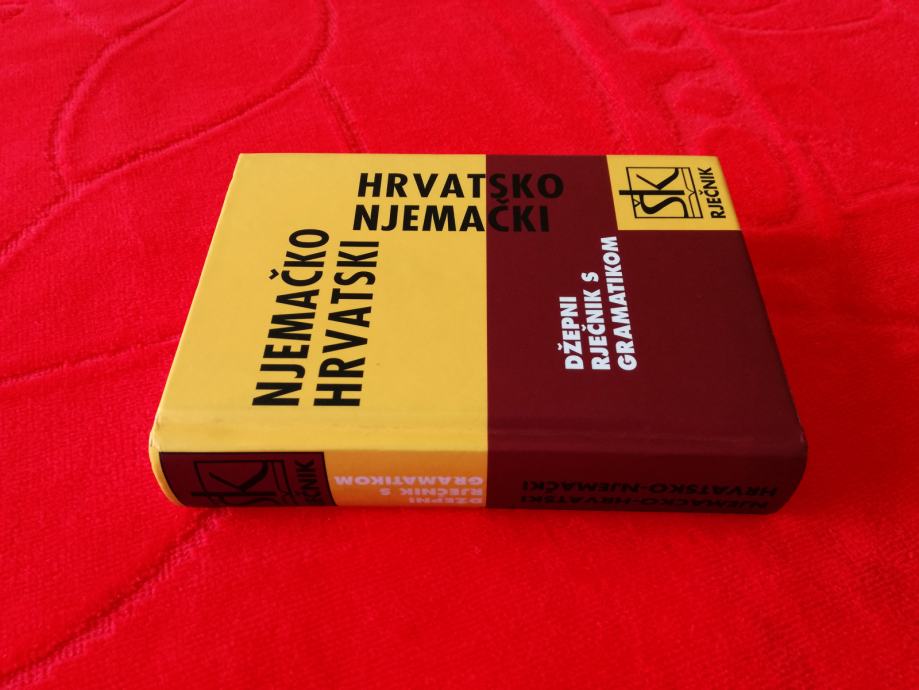 HRVATSKO
NJEMAČKI
NJEMAČKO
HRVATSKI
ŠK
RJEČNIK
DŽEPNI
RJEČNIK S
GRAMATIKOM
ŠK
RJEČNIK
DŽEPNI
RJEČNIK S
GRAMATIKOM
NJEMAČKO-HRVATSKI
HRVATSKO-NJEMAČKI